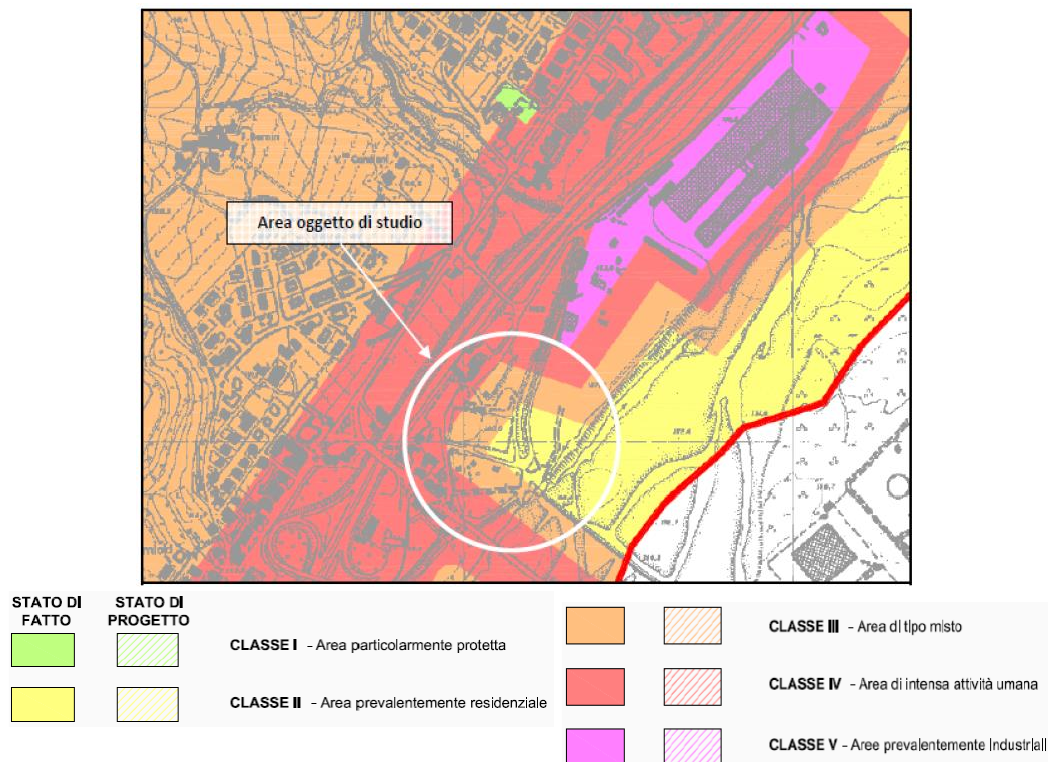 Area oggetto di studio
STATO DI FATTO
STATO DI PROGETTO
CLASSE I - Area particolarmente protetta
CLASSE II - Area prevalentemente residenziale
CLASSE III - Area di tipo misto
CLASSE IV - Area di intensa attività umana
CLASSE V - Aree prevalentemente industriali